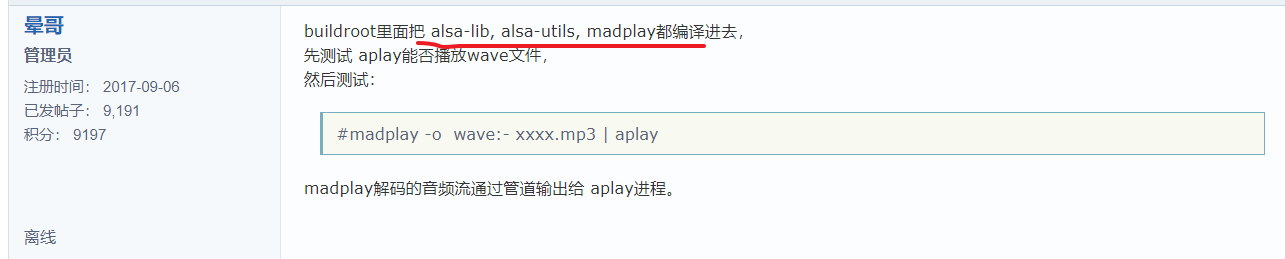 晕哥
管理员
注册时间： 2017-09-06
已发帖子： 9,191
积分： 9197
离线
buildroot里面把 alsa-lib, alsa-utils, madplay都编译进去，
先测试 aplay能否播放wave文件，
然后测试：
#madplay -o  wave:- xxxx.mp3 | aplay
madplay解码的音频流通过管道输出给 aplay进程。